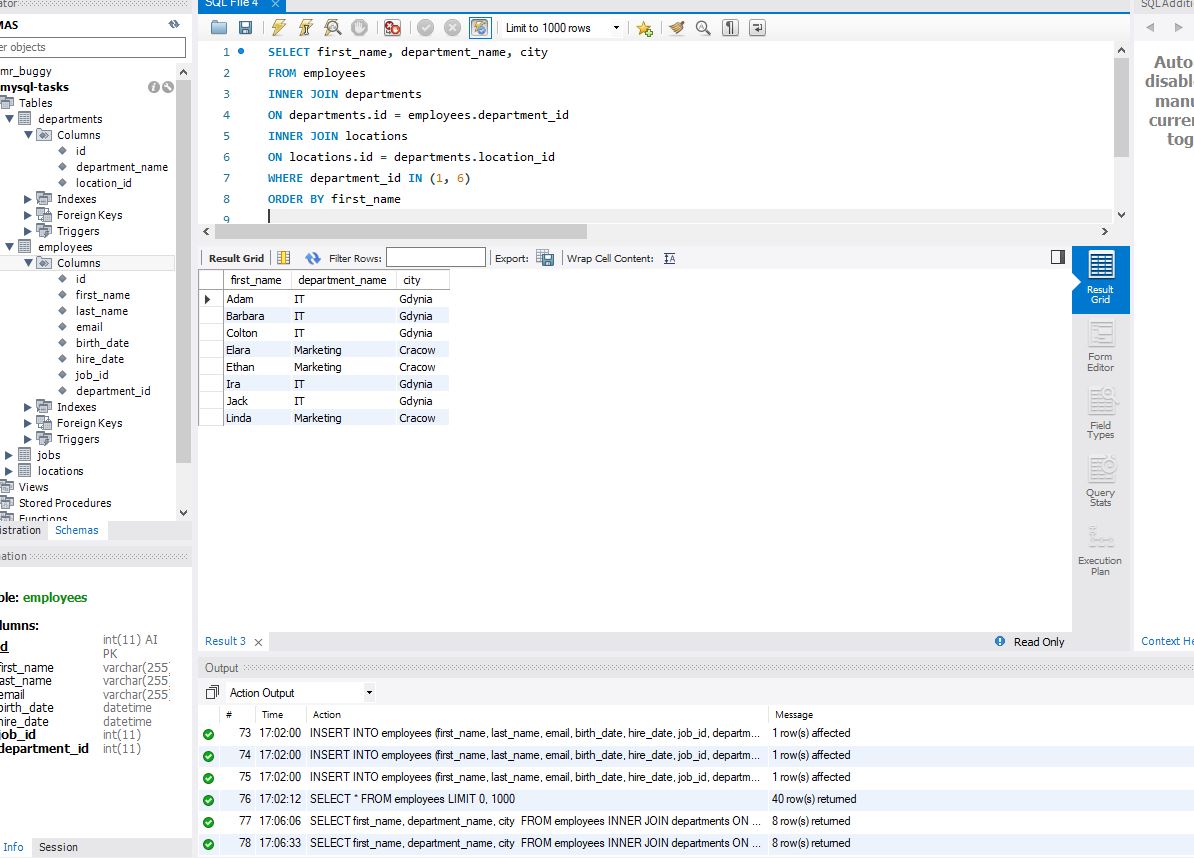 SQL File 4 ×
SQL Additi
MAS
er objects
mr_buggy
mysql-tasks
Tables
departments
Columns
id
department_name
location_id
Indexes
Foreign Keys
Triggers
employees
Columns
id
first_name
last_name
email
birth_date
hire_date
job_id
department_id
Indexes
Foreign Keys
Triggers
jobs
locations
Views
Stored Procedures
Functions
istration Schemas
ation
ble: employees
lumns:
d int(11) AI
PK
first_name varchar(255)
last_name varchar(255)
email varchar(255)
birth_date datetime
hire_date datetime
job_id int(11)
department_id int(11)
Info Session
Limit to 1000 rows
1 SELECT first_name, department_name, city
2 FROM employees
3 INNER JOIN departments
4 ON departments.id = employees.department_id
5 INNER JOIN locations
6 ON locations.id = departments.location_id
7 WHERE department_id IN (1, 6)
8 ORDER BY first_name
9
Result Grid Filter Rows: Export: Wrap Cell Content:
first_name department_name city
Adam IT Gdynia
Barbara IT Gdynia
Colton IT Gdynia
Elara Marketing Cracow
Ethan Marketing Cracow
Ira IT Gdynia
Jack IT Gdynia
Linda Marketing Cracow
Result
Grid
Form
Editor
Field
Types
Query
Stats
Execution
Plan
Result 3 ×
Read Only
Output
Action Output
# Time Action Message
73 17:02:00 INSERT INTO employees (first_name, last_name, email, birth_date, hire_date, job_id, departm... 1 row(s) affected
74 17:02:00 INSERT INTO employees (first_name, last_name, email, birth_date, hire_date, job_id, departm... 1 row(s) affected
75 17:02:00 INSERT INTO employees (first_name, last_name, email, birth_date, hire_date, job_id, departm... 1 row(s) affected
76 17:02:12 SELECT * FROM employees LIMIT 0, 1000 40 row(s) returned
77 17:06:06 SELECT first_name, department_name, city FROM employees INNER JOIN departments ON ... 8 row(s) returned
78 17:06:33 SELECT first_name, department_name, city FROM employees INNER JOIN departments ON ... 8 row(s) returned
Auto
disabl
manu
curren
tog
Context He